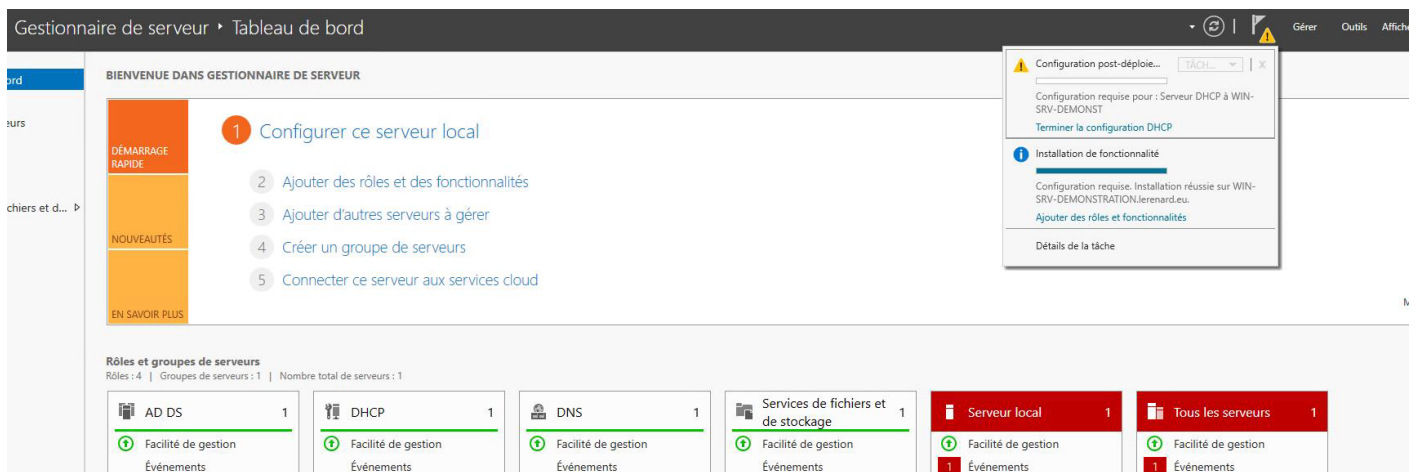 Gestionnaire de serveur ‣ Tableau de bord
Gérer
Outils
BIENVENUE DANS GESTIONNAIRE DE SERVEUR
DÉMARRAGE RAPIDE
NOUVEAUTÉS
EN SAVOIR PLUS
1 Configurer ce serveur local
2 Ajouter des rôles et des fonctionnalités
3 Ajouter d'autres serveurs à gérer
4 Créer un groupe de serveurs
5 Connecter ce serveur aux services cloud
Configuration post-déploie...
TÂCH...
X
Configuration requise pour : Serveur DHCP à WIN-
SRV-DEMONST
Terminer la configuration DHCP
Installation de fonctionnalité
Configuration requise. Installation réussie sur WIN-
SRV-DEMONSTRATION.lerenard.eu.
Ajouter des rôles et fonctionnalités
Détails de la tâche
Rôles et groupes de serveurs
Rôles : 4 | Groupes de serveurs : 1 | Nombre total de serveurs : 1
AD DS 1
Facilité de gestion
Événements
DHCP 1
Facilité de gestion
Événements
DNS 1
Facilité de gestion
Événements
Services de fichiers et
de stockage 1
Facilité de gestion
Événements
Serveur local 1
Facilité de gestion
1 Événements
Tous les serveurs 1
Facilité de gestion
1 Événements